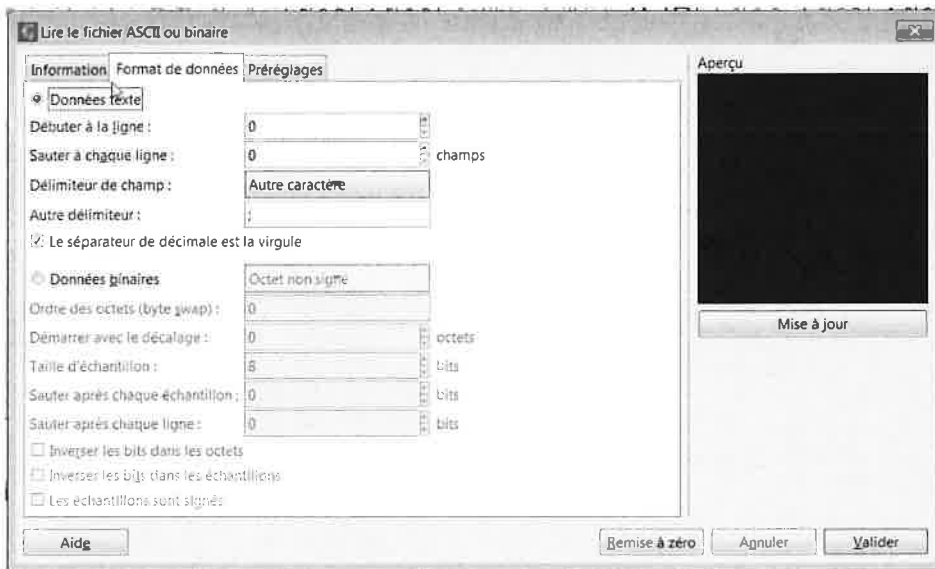 Lire le fichier ASCII ou binaire
Information Format de données Préréglages
Données texte
Débuter à la ligne : 0
Sauter à chaque ligne : 0 champs
Délimiteur de champ : Autre caractère
Autre délimiteur : ;
Le séparateur de décimale est la virgule
Données binaires Octet non signé
Ordre des octets (byte swap) : 0
Démarrer avec le décalage : 0 octets
Taille d'échantillon : 8 bits
Sauter après chaque échantillon : 0 bits
Sauter après chaque ligne : 0 bits
Inverser les bits dans les octets
Inverser les bits dans les échantillons
Les échantillons sont signés
Aperçu
Mise à jour
Aide Remise à zéro Annuler Valider